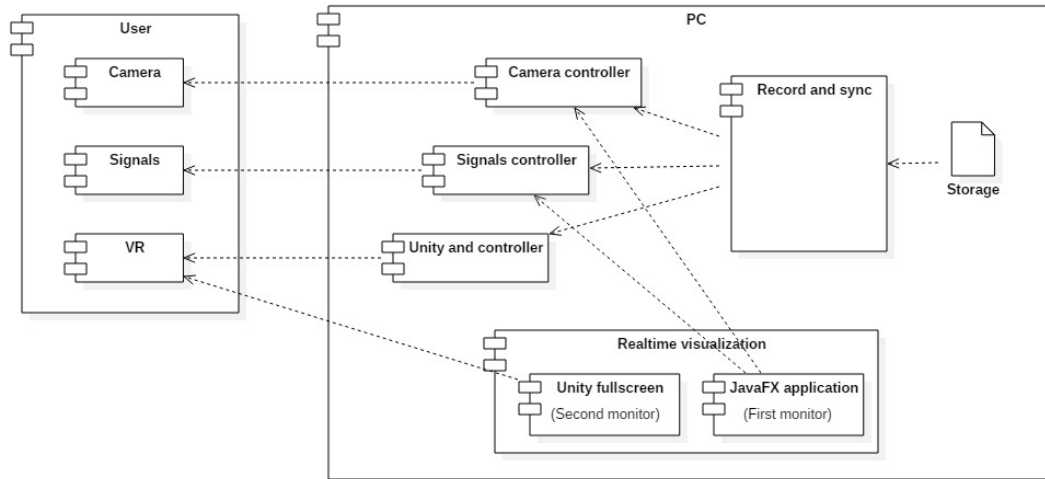 User
PC
Camera
Camera controller
Record and sync
Signals
Signals controller
Storage
VR
Unity and controller
Realtime visualization
Unity fullscreen
(Second monitor)
JavaFX application
(First monitor)